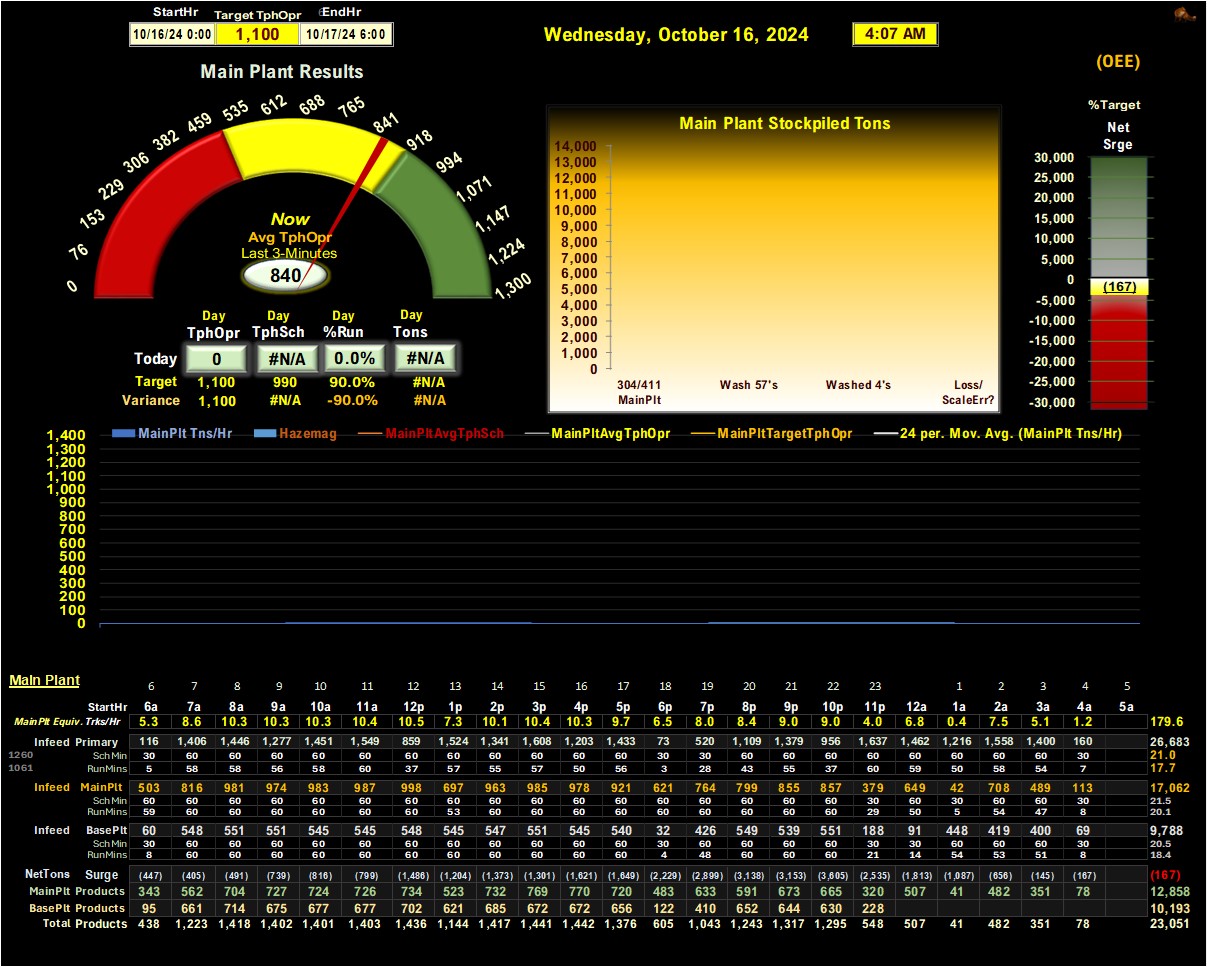 StartHr Target TphOpr EndHr
10/16/24 0:00 1,100 10/17/24 6:00
Wednesday, October 16, 2024 4:07 AM
(OEE)
Main Plant Results
0 76 153 229 306 382 459 535 612 688 765 841 918 994 1,071 1,147 1,224 1,300
Now
Avg TphOpr
Last 3-Minutes
840
Day Day Day Day
TphOpr TphSch %Run Tons
Today 0 #N/A 0.0% #N/A
Target 1,100 990 90.0% #N/A
Variance 1,100 #N/A -90.0% #N/A
Main Plant Stockpiled Tons
14,000
13,000
12,000
11,000
10,000
9,000
8,000
7,000
6,000
5,000
4,000
3,000
2,000
1,000
0
304/411 Wash 57's Washed 4's Loss/
MainPlt ScaleErr?
%Target
Net
Srge
30,000
25,000
20,000
15,000
10,000
5,000
0
(167)
-5,000
-10,000
-15,000
-20,000
-25,000
-30,000
MainPlt Tns/Hr Hazemag MainPltAvgTphSch MainPltAvgTphOpr MainPltTargetTphOpr 24 per. Mov. Avg. (MainPlt Tns/Hr)
1,400
1,300
1,200
1,100
1,000
900
800
700
600
500
400
300
200
100
0
Main Plant 6 7 8 9 10 11 12 13 14 15 16 17 18 19 20 21 22 23 1 2 3 4 5
StartHr 6a 7a 8a 9a 10a 11a 12p 1p 2p 3p 4p 5p 6p 7p 8p 9p 10p 11p 12a 1a 2a 3a 4a 5a
MainPlt Equiv. Trks/Hr 5.3 8.6 10.3 10.3 10.3 10.4 10.5 7.3 10.1 10.4 10.3 9.7 6.5 8.0 8.4 9.0 9.0 4.0 6.8 0.4 7.5 5.1 1.2 179.6
Infeed Primary 116 1,406 1,446 1,277 1,451 1,549 859 1,524 1,341 1,608 1,203 1,433 73 520 1,109 1,379 956 1,637 1,462 1,216 1,558 1,400 160 26,683
1260 Sch Min 30 60 60 60 60 60 60 60 60 60 60 60 30 30 60 60 60 60 60 60 60 60 30 21.0
1061 RunMins 5 58 58 56 58 60 37 57 55 57 50 56 3 28 43 55 37 60 59 50 58 54 7 17.7
Infeed MainPlt 503 816 981 974 983 987 998 697 963 985 978 921 621 764 799 855 857 379 649 42 708 489 113 17,062
Sch Min 60 60 60 60 60 60 60 60 60 60 60 60 60 60 60 60 60 30 30 60 60 60 30 21.5
RunMins 59 60 60 60 60 60 60 53 60 60 60 60 60 60 60 60 60 29 50 5 54 47 8 20.1
Infeed BasePlt 60 548 551 551 545 545 548 545 547 551 545 540 32 426 549 539 551 188 91 448 419 400 69 9,788
Sch Min 30 60 60 60 60 60 60 60 60 60 60 60 30 60 60 60 60 30 30 60 60 60 30 20.5
RunMins 8 60 60 60 60 60 60 60 60 60 60 60 4 48 60 60 60 21 14 54 53 51 8 18.4
NetTons Surge (447) (405) (491) (739) (816) (799) (1,486) (1,204) (1,373) (1,301) (1,621) (1,649) (2,229) (2,899) (3,138) (3,153) (3,605) (2,535) (1,813) (1,087) (656) (145) (167) (167)
MainPlt Products 343 562 704 727 724 726 734 523 732 769 770 720 483 633 591 673 665 320 507 41 482 351 78 12,858
BasePlt Products 95 661 714 675 677 677 702 621 685 672 672 656 122 410 652 644 630 228 10,193
Total Products 438 1,223 1,418 1,402 1,401 1,403 1,436 1,144 1,417 1,441 1,442 1,376 605 1,043 1,243 1,317 1,295 548 507 41 482 351 78 23,051